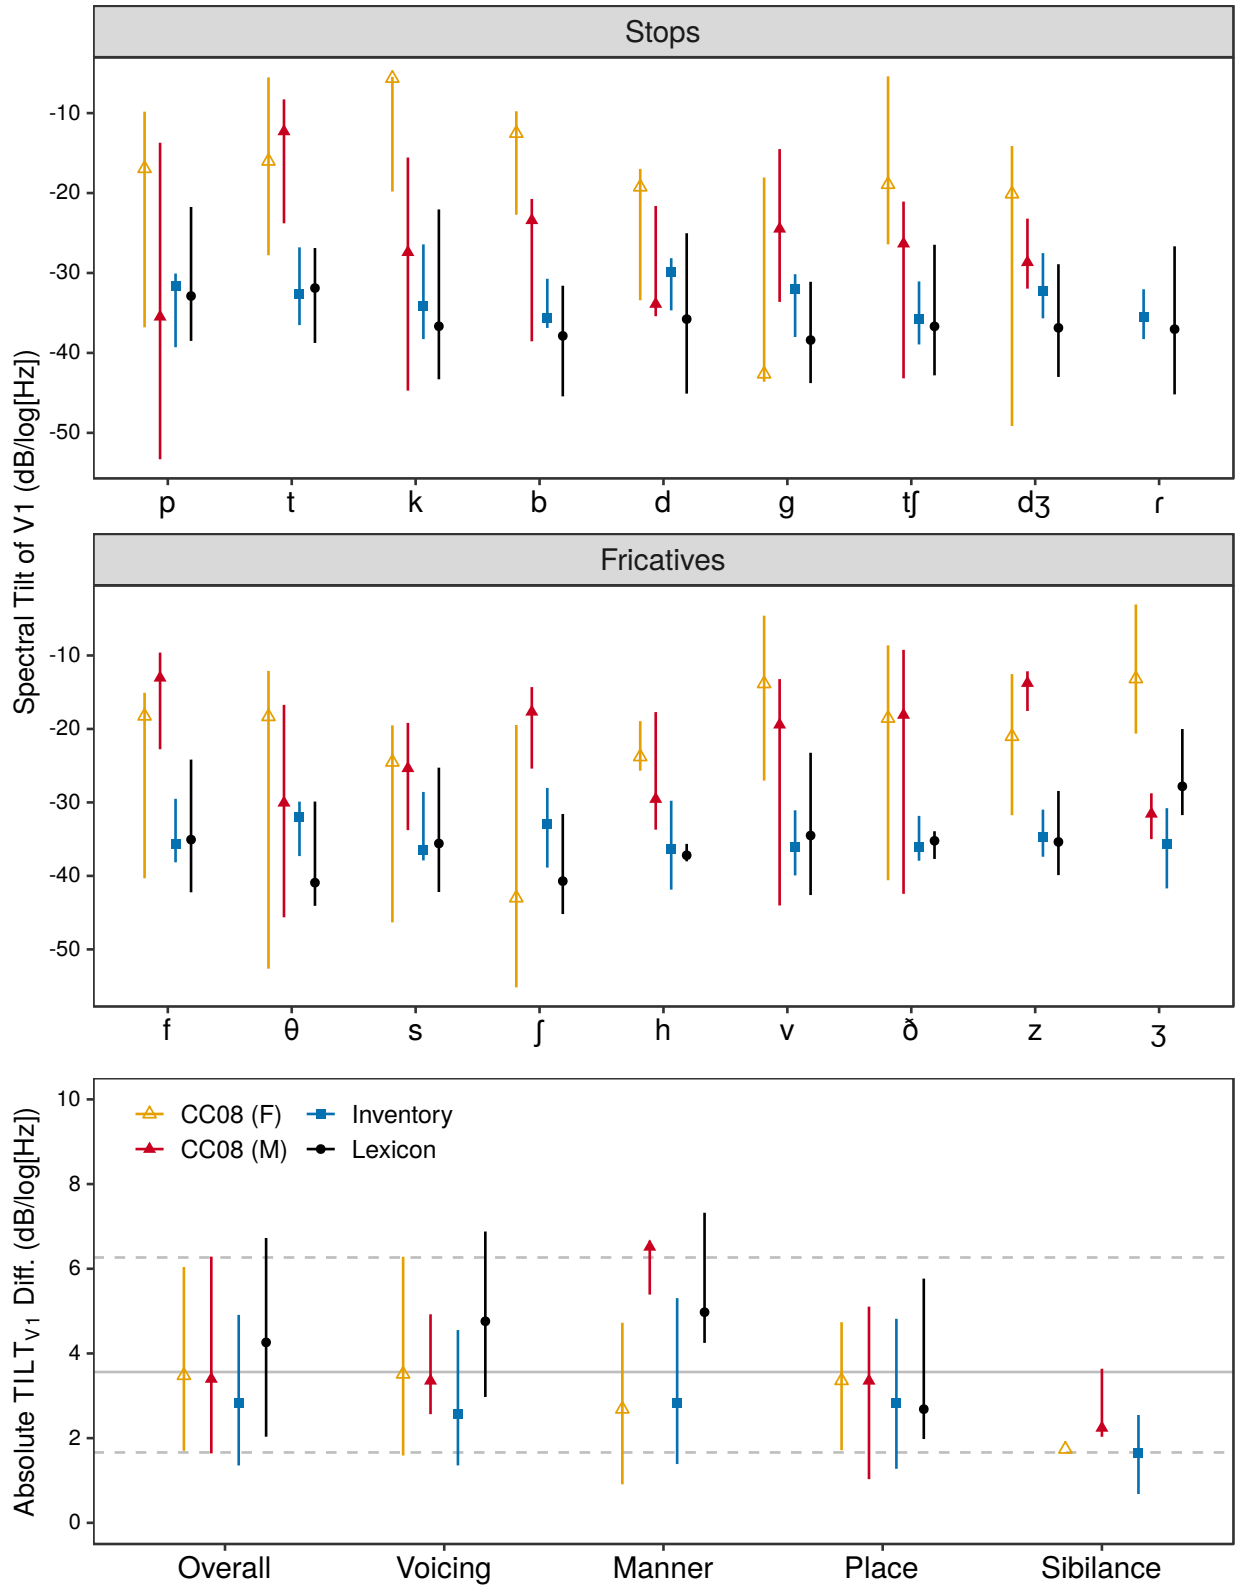 Stops
Spectral Tilt of V1 (dB/log[Hz])
-10
-20
-30
-40
-50
p t k b d g tʃ dʒ ɾ
Fricatives
-10
-20
-30
-40
-50
f θ s ʃ h v ð z ʒ
Absolute TILT_V1 Diff. (dB/log[Hz])
10
8
6
4
2
0
CC08 (F) Inventory
CC08 (M) Lexicon
Overall Voicing Manner Place Sibilance